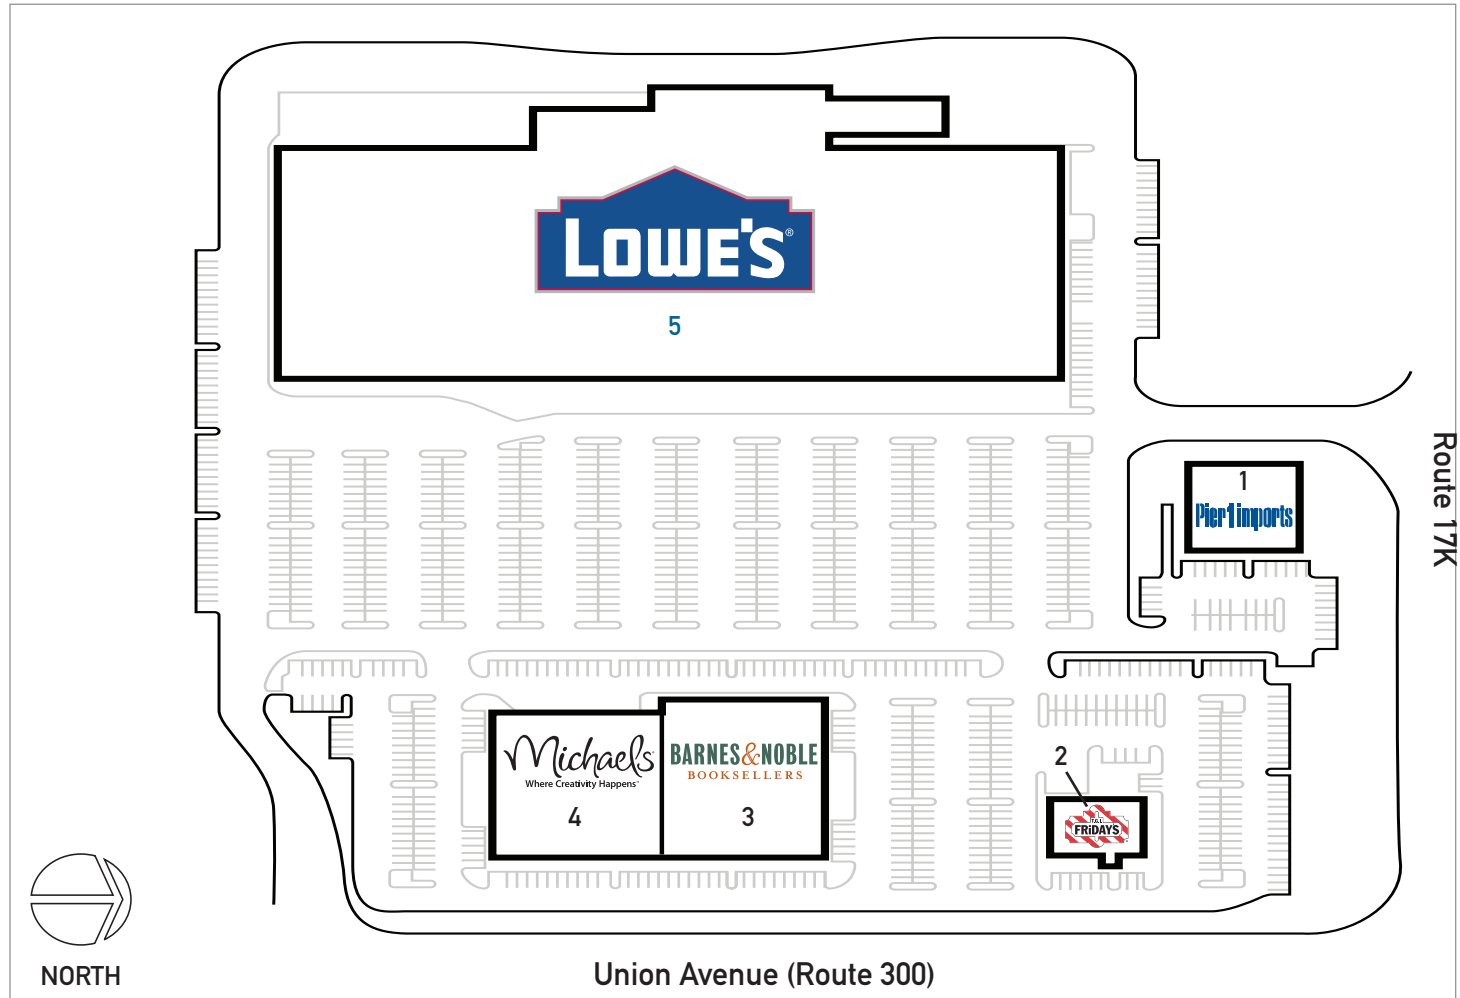 LOWE'S®
5
1
Pier 1 imports
Route 17K
Michaels
Where Creativity Happens™
4
BARNES&NOBLE
BOOKSELLERS
3
2
T.G.I.
FRiDAYS
NORTH
Union Avenue (Route 300)